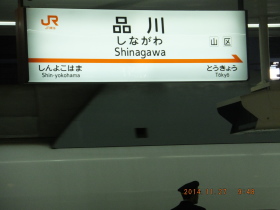 JR
品川
しながわ
Shinagawa
山 区
しんよこはま
Shin-yokohama
とうきょう
Tōkyō